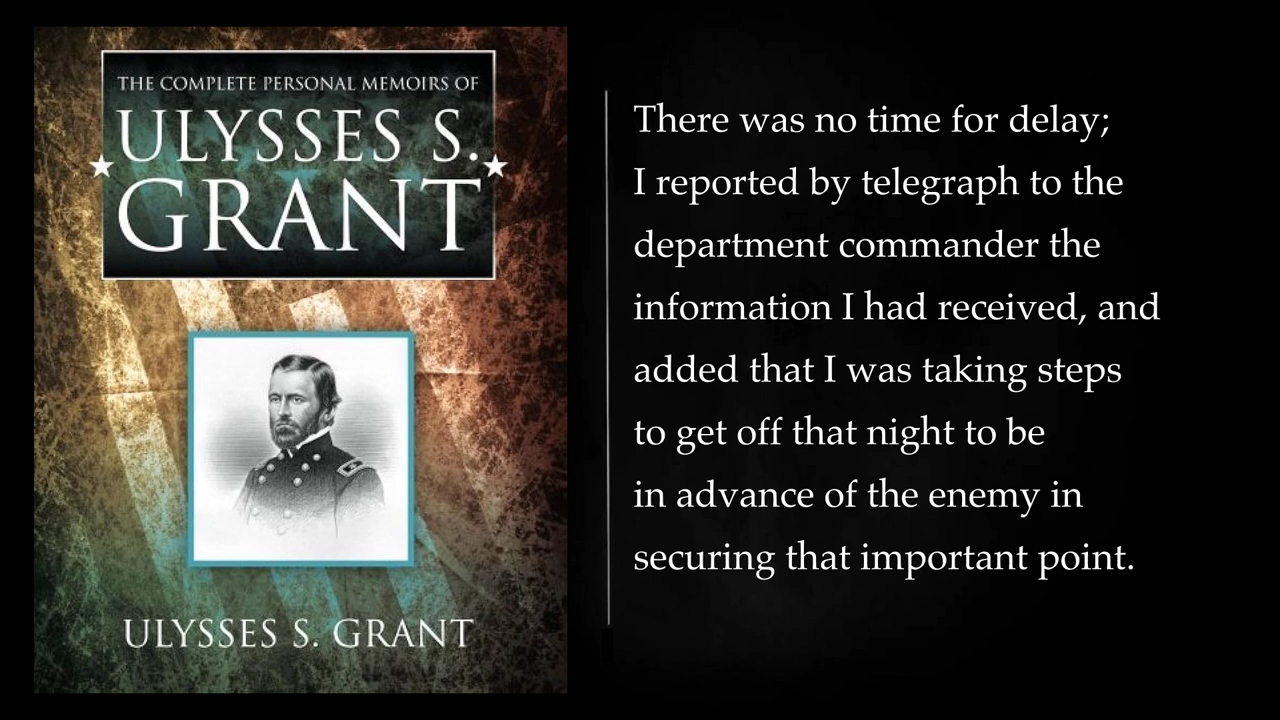 THE COMPLETE PERSONAL MEMOIRS OF
ULYSSES S.
GRANT
ULYSSES S. GRANT
There was no time for delay;
I reported by telegraph to the
department commander the
information I had received, and
added that I was taking steps
to get off that night to be
in advance of the enemy in
securing that important point.